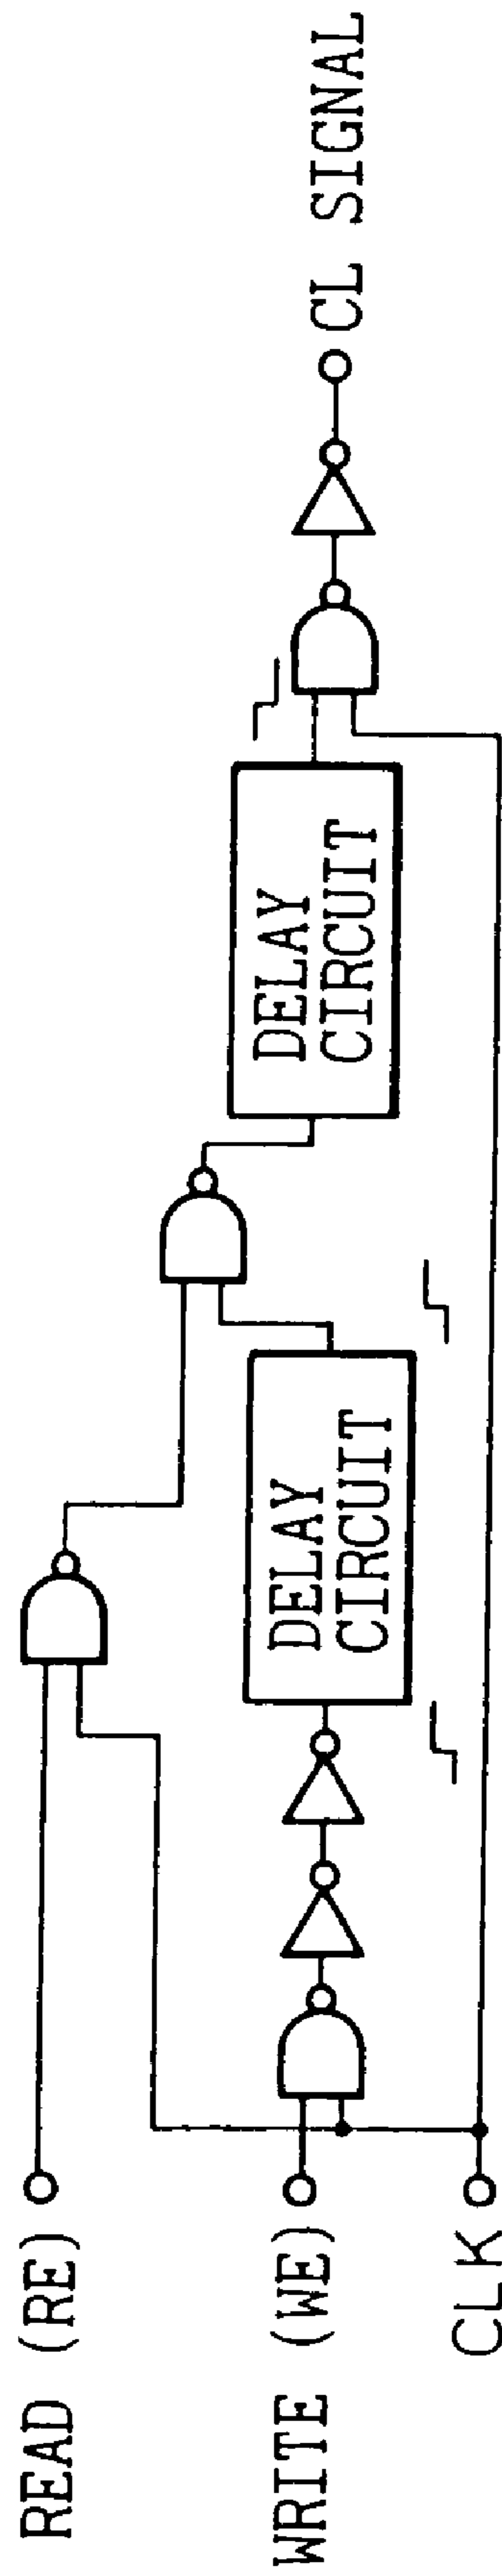 READ (RE)
WRITE (WE)
CLK
DELAY
CIRCUIT
DELAY
CIRCUIT
CL SIGNAL